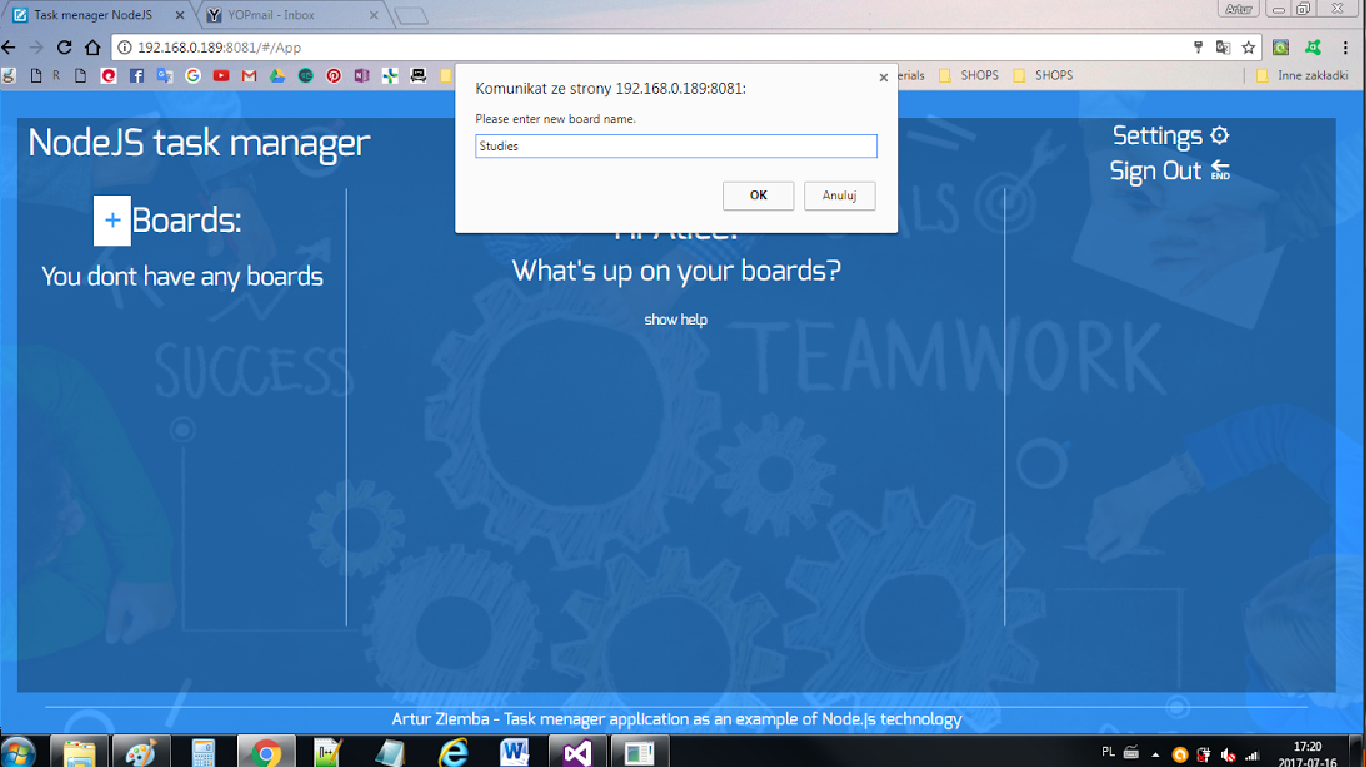 Task menager NodeJS
YOPmail - Inbox
Artur
192.168.0.189:8081/#/App
R
erials
SHOPS
SHOPS
Inne zakładki
Komunikat ze strony 192.168.0.189:8081:
Please enter new board name.
Studies
OK
Anuluj
NodeJS task manager
Settings
Sign Out
END
+Boards:
You dont have any boards
Hi Alice!
What's up on your boards?
show help
SUCCESS
TEAMWORK
Artur Ziemba - Task menager application as an example of Node.js technology
PL
17:20
2017-07-16